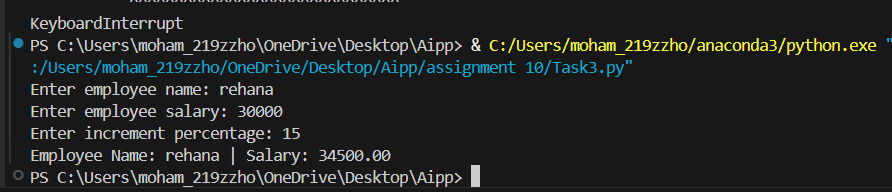 KeyboardInterrupt
PS C:\Users\moham_219zzho\OneDrive\Desktop\Aipp> & C:/Users/moham_219zzho/anaconda3/python.exe "
:/Users/moham_219zzho/OneDrive/Desktop/Aipp/assignment 10/Task3.py"
Enter employee name: rehana
Enter employee salary: 30000
Enter increment percentage: 15
Employee Name: rehana | Salary: 34500.00
PS C:\Users\moham_219zzho\OneDrive\Desktop\Aipp>